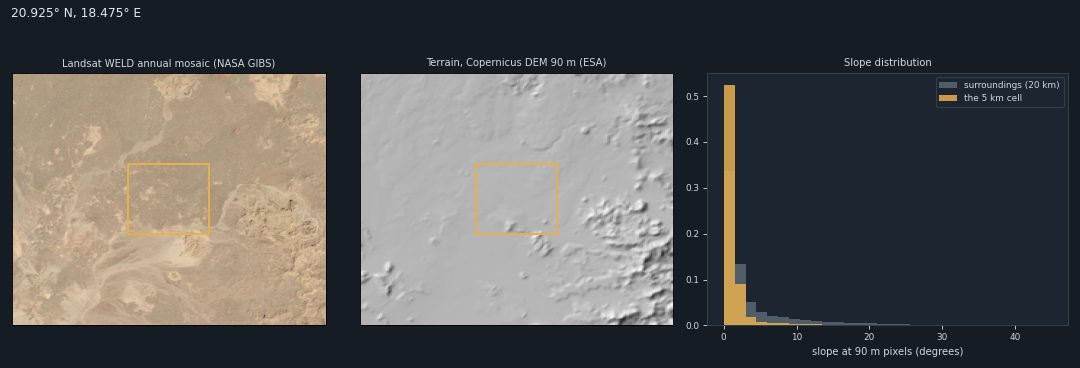 20.925° N, 18.475° E
Landsat WELD annual mosaic (NASA GIBS)
Terrain, Copernicus DEM 90 m (ESA)
Slope distribution
surroundings (20 km)
the 5 km cell
0.5
0.4
0.3
0.2
0.1
0.0
0
10
20
30
40
slope at 90 m pixels (degrees)